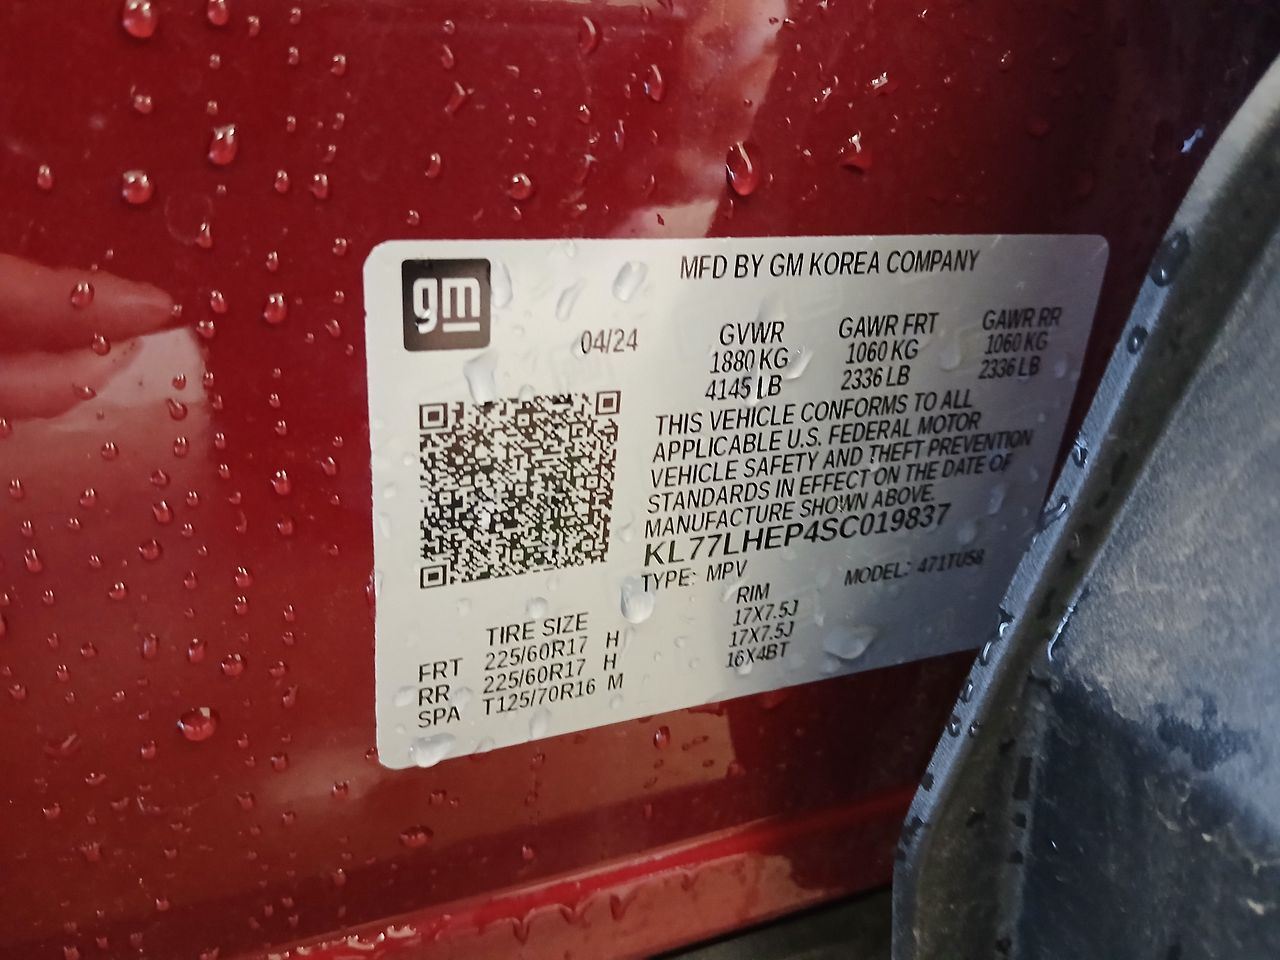 gm
MFD BY GM KOREA COMPANY
04/24
GVWR GAWR FRT GAWR RR
1880 KG 1060 KG 1060 KG
4145 LB 2336 LB 2336 LB
THIS VEHICLE CONFORMS TO ALL
APPLICABLE U.S. FEDERAL MOTOR
VEHICLE SAFETY AND THEFT PREVENTION
STANDARDS IN EFFECT ON THE DATE OF
MANUFACTURE SHOWN ABOVE.
KL77LHEP4SC019837
TYPE: MPV MODEL: 471TU58
TIRE SIZE RIM
FRT 225/60R17 H 17X7.5J
RR 225/60R17 H 17X7.5J
SPA T125/70R16 M 16X4BT